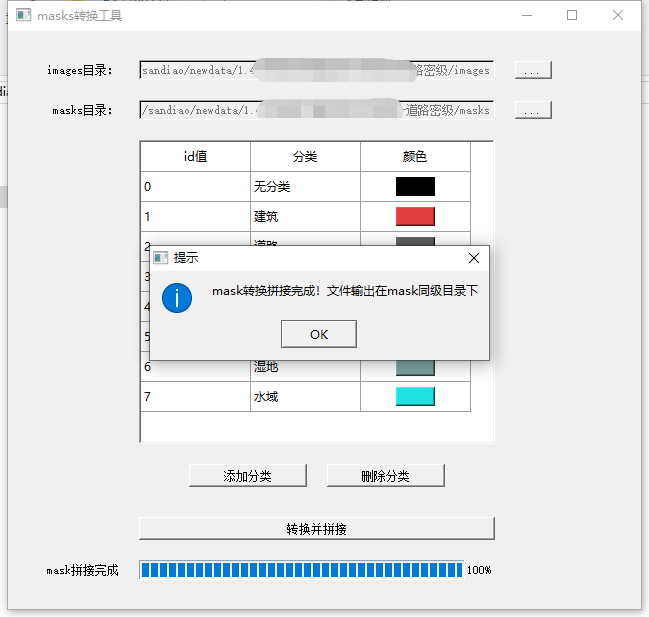 masks转换工具
images目录:
sandiao/newdata/1.4
路密级/images
...
masks目录:
/sandiao/newdata/1.
道路密级/masks
...
id值 分类 颜色
0 无分类
1 建筑
2 道路
提示
3
mask转换拼接完成！文件输出在mask同级目录下
4
OK
5
6 湿地
7 水域
添加分类 删除分类
转换并拼接
mask拼接完成 100%